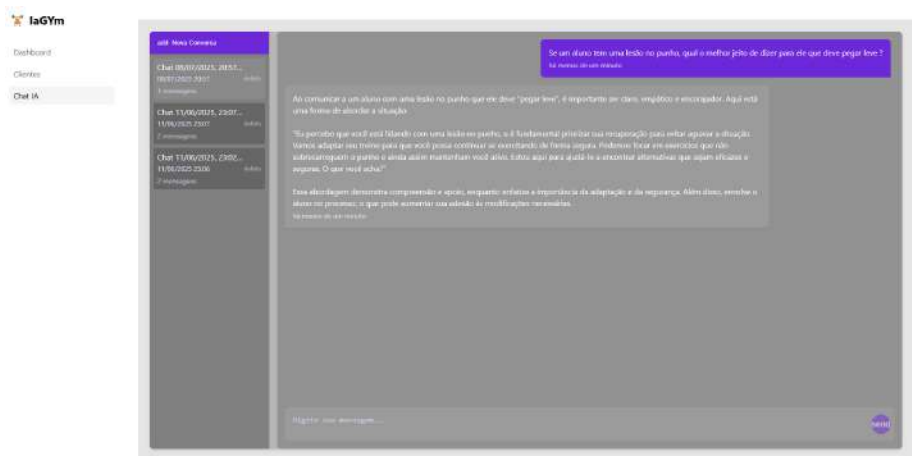 IaGYm
Dashboard
Clientes
Chat IA
add Nova Conversa
Chat 08/07/2025, 20:57...
08/07/2025 20:57
1 mensagens
Chat 11/06/2025, 23:07...
11/06/2025 23:07
2 mensagens
Chat 11/06/2025, 23:02...
11/06/2025 23:06
2 mensagens
Se um aluno tem uma lesão no punho, qual o melhor jeito de dizer para ele que deve pegar leve ?
há menos de um minuto
Ao comunicar a um aluno com uma lesão no punho que ele deve "pegar leve", é importante ser claro, empático e encorajador. Aqui está
uma forma de abordar a situação:
"Eu percebo que você está lidando com uma lesão no punho, e é fundamental priorizar sua recuperação para evitar agravar a situação.
Vamos adaptar seu treino para que você possa continuar se exercitando de forma segura. Podemos focar em exercícios que não
sobrecarreguem o punho e ainda assim mantenham você ativo. Estou aqui para ajudá-lo a encontrar alternativas que sejam eficazes e
seguras. O que você acha?"
Essa abordagem demonstra compreensão e apoio, enquanto enfatiza a importância da adaptação e da segurança. Além disso, envolve o
aluno no processo, o que pode aumentar sua adesão às modificações necessárias.
há menos de um minuto
Digite sua mensagem...